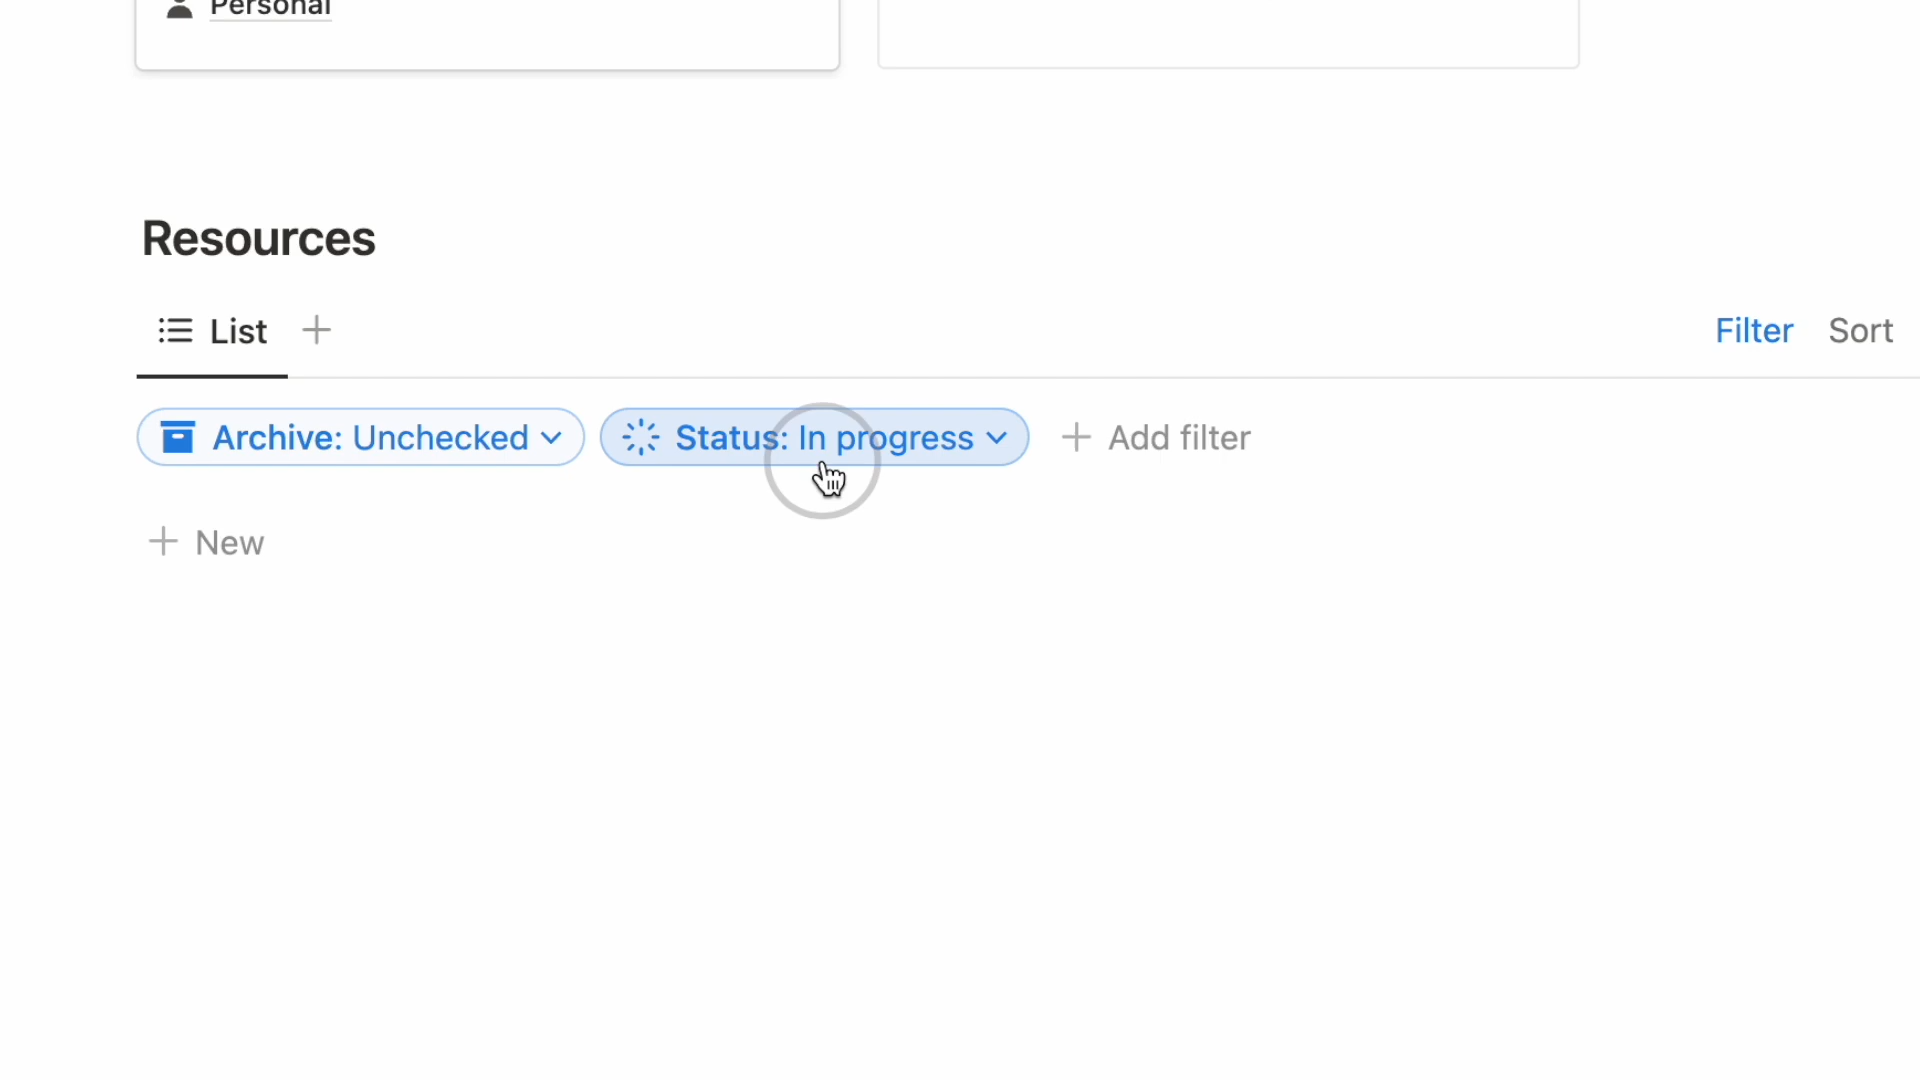 Personal
Resources
List
Filter Sort
Archive: Unchecked Status: In progress Add filter
New